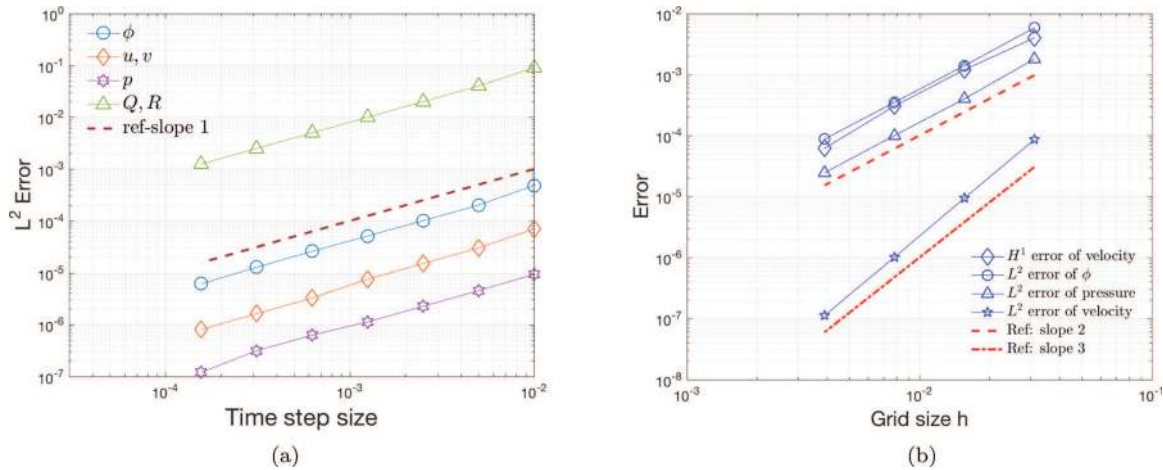 10^0
10^-1
10^-2
10^-3
10^-4
10^-5
10^-6
10^-7
L^2 Error
ϕ
u, v
p
Q, R
ref-slope 1
10^-4
10^-3
10^-2
Time step size
(a)
10^-2
10^-3
10^-4
10^-5
10^-6
10^-7
10^-8
Error
H^1 error of velocity
L^2 error of ϕ
L^2 error of pressure
L^2 error of velocity
Ref: slope 2
Ref: slope 3
10^-3
10^-2
10^-1
Grid size h
(b)